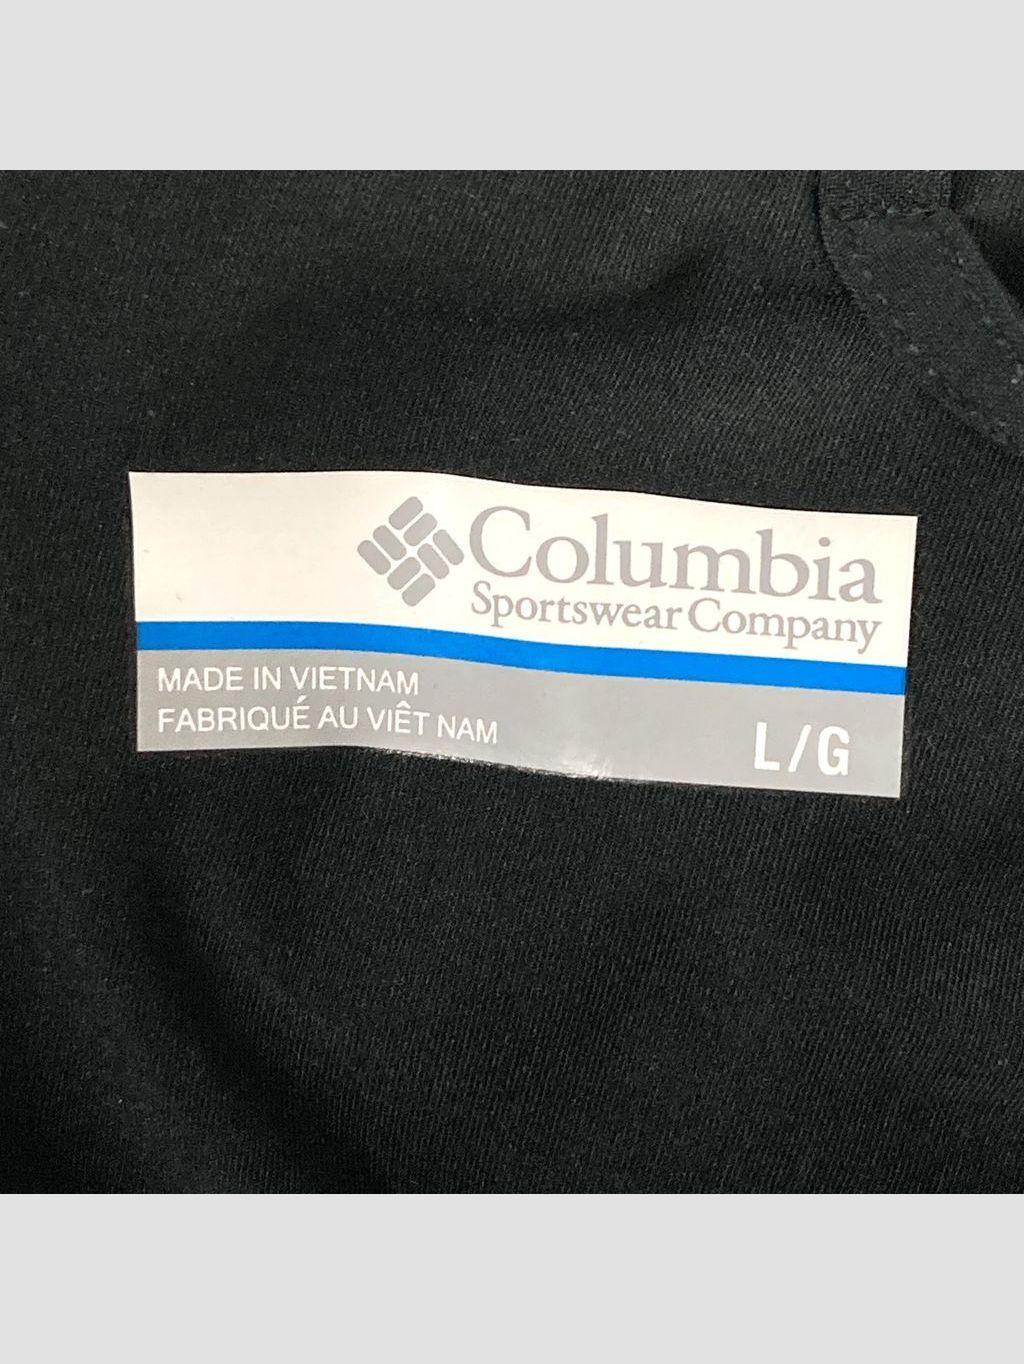 Columbia
Sportswear Company
MADE IN VIETNAM
FABRIQUÉ AU VIÊT NAM
L/G